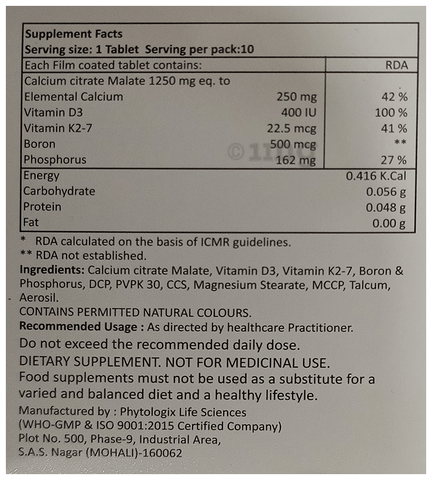 Supplement Facts
Serving size: 1 Tablet Serving per pack:10
Each Film coated tablet contains: RDA
Calcium citrate Malate 1250 mg eq. to
Elemental Calcium 250 mg 42 %
Vitamin D3 400 IU 100 %
Vitamin K2-7 22.5 mcg 41 %
Boron 500 mcg **
Phosphorus 162 mg 27 %
Energy 0.416 K.Cal
Carbohydrate 0.056 g
Protein 0.048 g
Fat 0.00 g
* RDA calculated on the basis of ICMR guidelines.
** RDA not established.
Ingredients: Calcium citrate Malate, Vitamin D3, Vitamin K2-7, Boron &
Phosphorus, DCP, PVPK 30, CCS, Magnesium Stearate, MCCP, Talcum,
Aerosil.
CONTAINS PERMITTED NATURAL COLOURS.
Recommended Usage : As directed by healthcare Practitioner.
Do not exceed the recommended daily dose.
DIETARY SUPPLEMENT. NOT FOR MEDICINAL USE.
Food supplements must not be used as a substitute for a
varied and balanced diet and a healthy lifestyle.
Manufactured by : Phytologix Life Sciences
(WHO-GMP & ISO 9001:2015 Certified Company)
Plot No. 500, Phase-9, Industrial Area,
S.A.S. Nagar (MOHALI)-160062